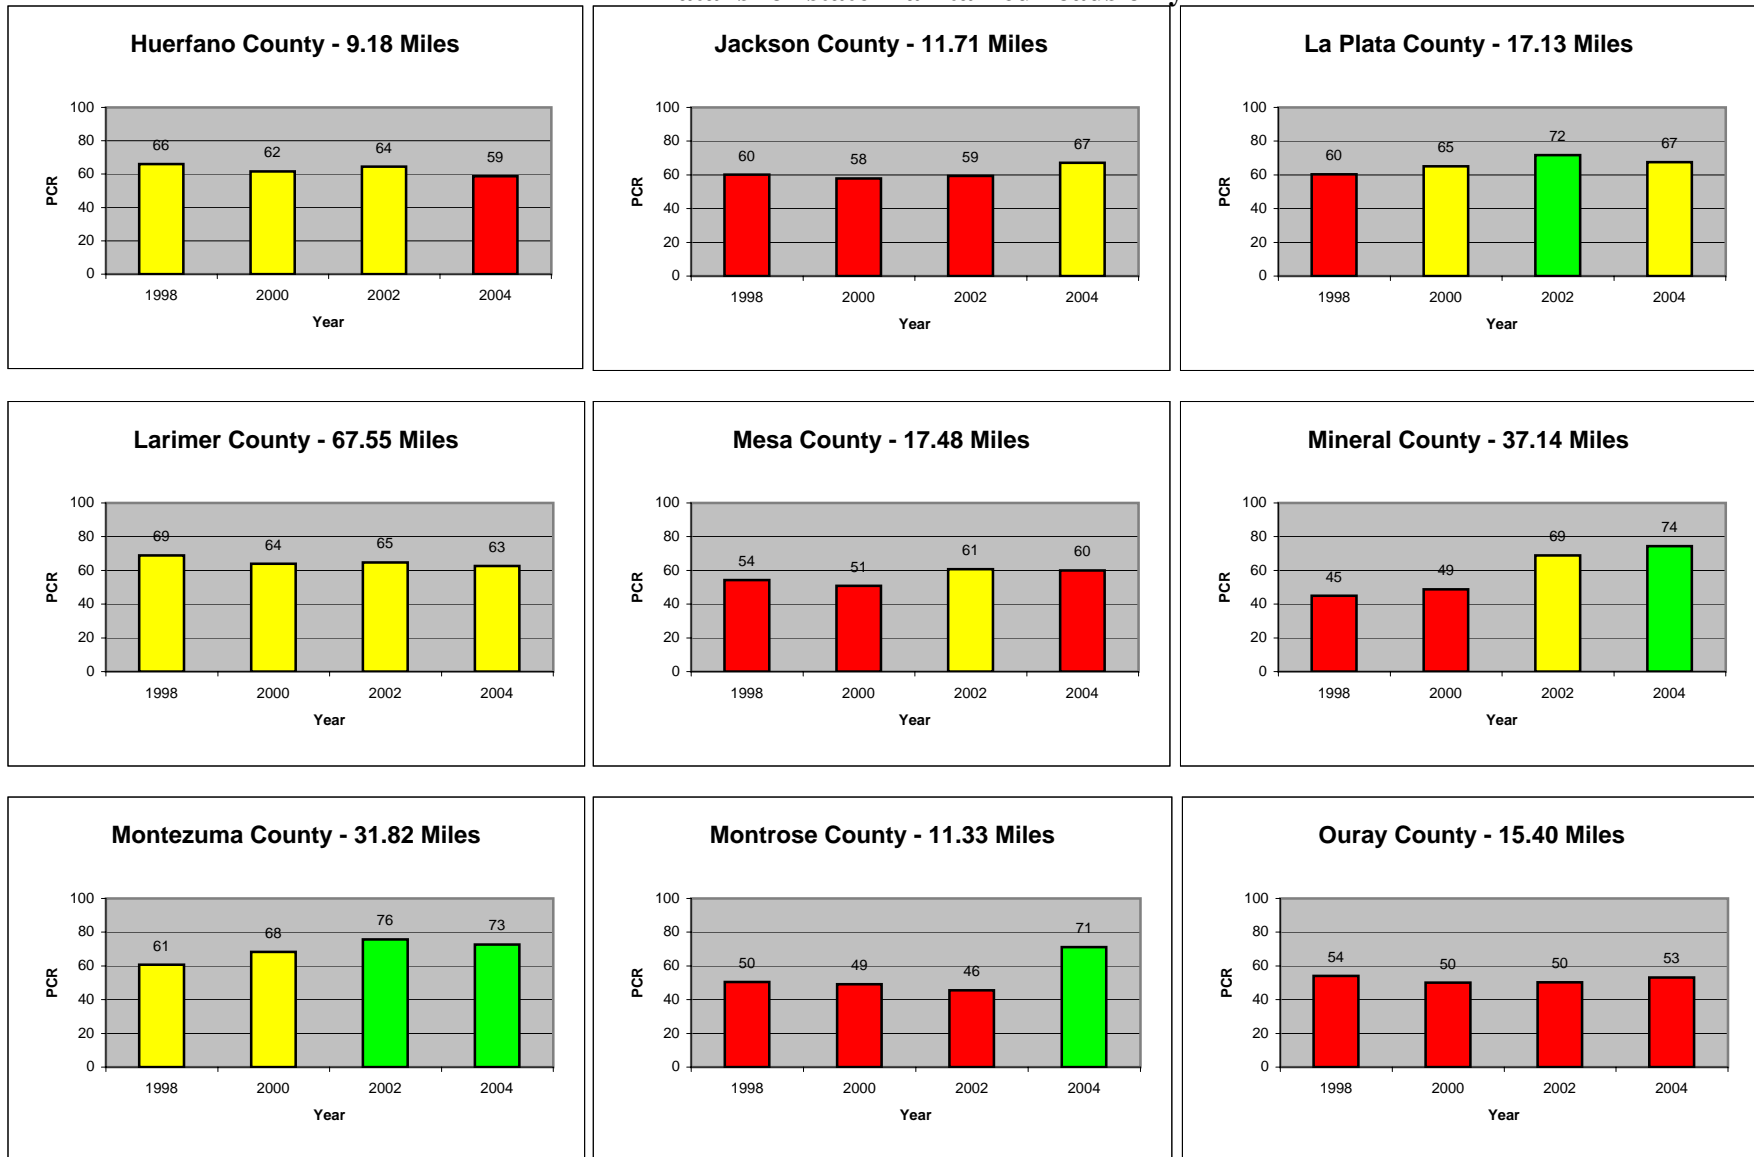 Huerfano County - 9.18 Miles
100
80
60
40
20
0
PCR
66
62
64
59
1998 2000 2002 2004
Year
Jackson County - 11.71 Miles
100
80
60
40
20
0
PCR
60
58
59
67
1998 2000 2002 2004
Year
La Plata County - 17.13 Miles
100
80
60
40
20
0
PCR
60
65
72
67
1998 2000 2002 2004
Year
Larimer County - 67.55 Miles
100
80
60
40
20
0
PCR
69
64
65
63
1998 2000 2002 2004
Year
Mesa County - 17.48 Miles
100
80
60
40
20
0
PCR
54
51
61
60
1998 2000 2002 2004
Year
Mineral County - 37.14 Miles
100
80
60
40
20
0
PCR
45
49
69
74
1998 2000 2002 2004
Year
Montezuma County - 31.82 Miles
100
80
60
40
20
0
PCR
61
68
76
73
1998 2000 2002 2004
Year
Montrose County - 11.33 Miles
100
80
60
40
20
0
PCR
50
49
46
71
1998 2000 2002 2004
Year
Ouray County - 15.40 Miles
100
80
60
40
20
0
PCR
54
50
50
53
1998 2000 2002 2004
Year